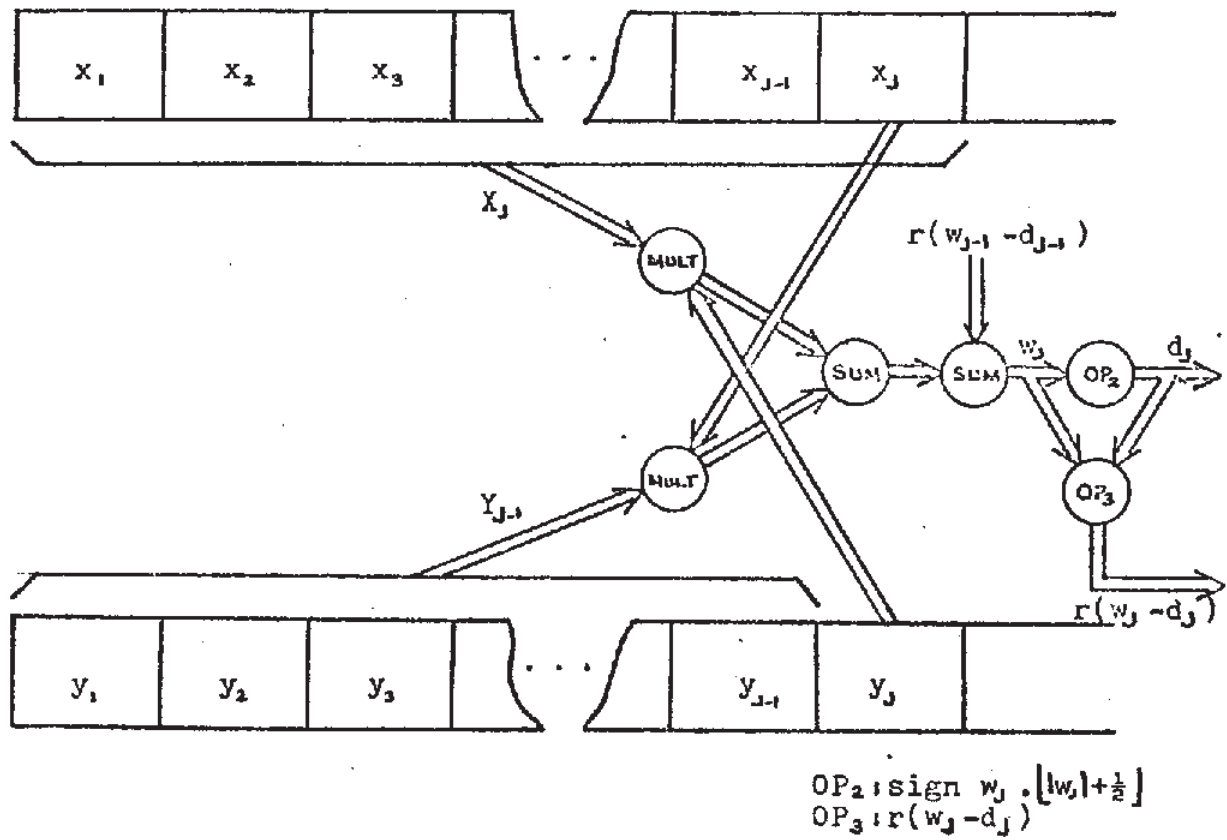 x₁ x₂ x₃ . . . xⱼ₋₁ xⱼ
Xⱼ
r(wⱼ₋₁ -dⱼ₋₁)
MULT
SUM SUM wⱼ OP₂ dⱼ
MULT
OP₃
Yⱼ₋₁
r(wⱼ -dⱼ)
y₁ y₂ y₃ . . . yⱼ₋₁ yⱼ
OP₂: sign wⱼ .⌊|wⱼ|+½⌋
OP₃: r(wⱼ-dⱼ)